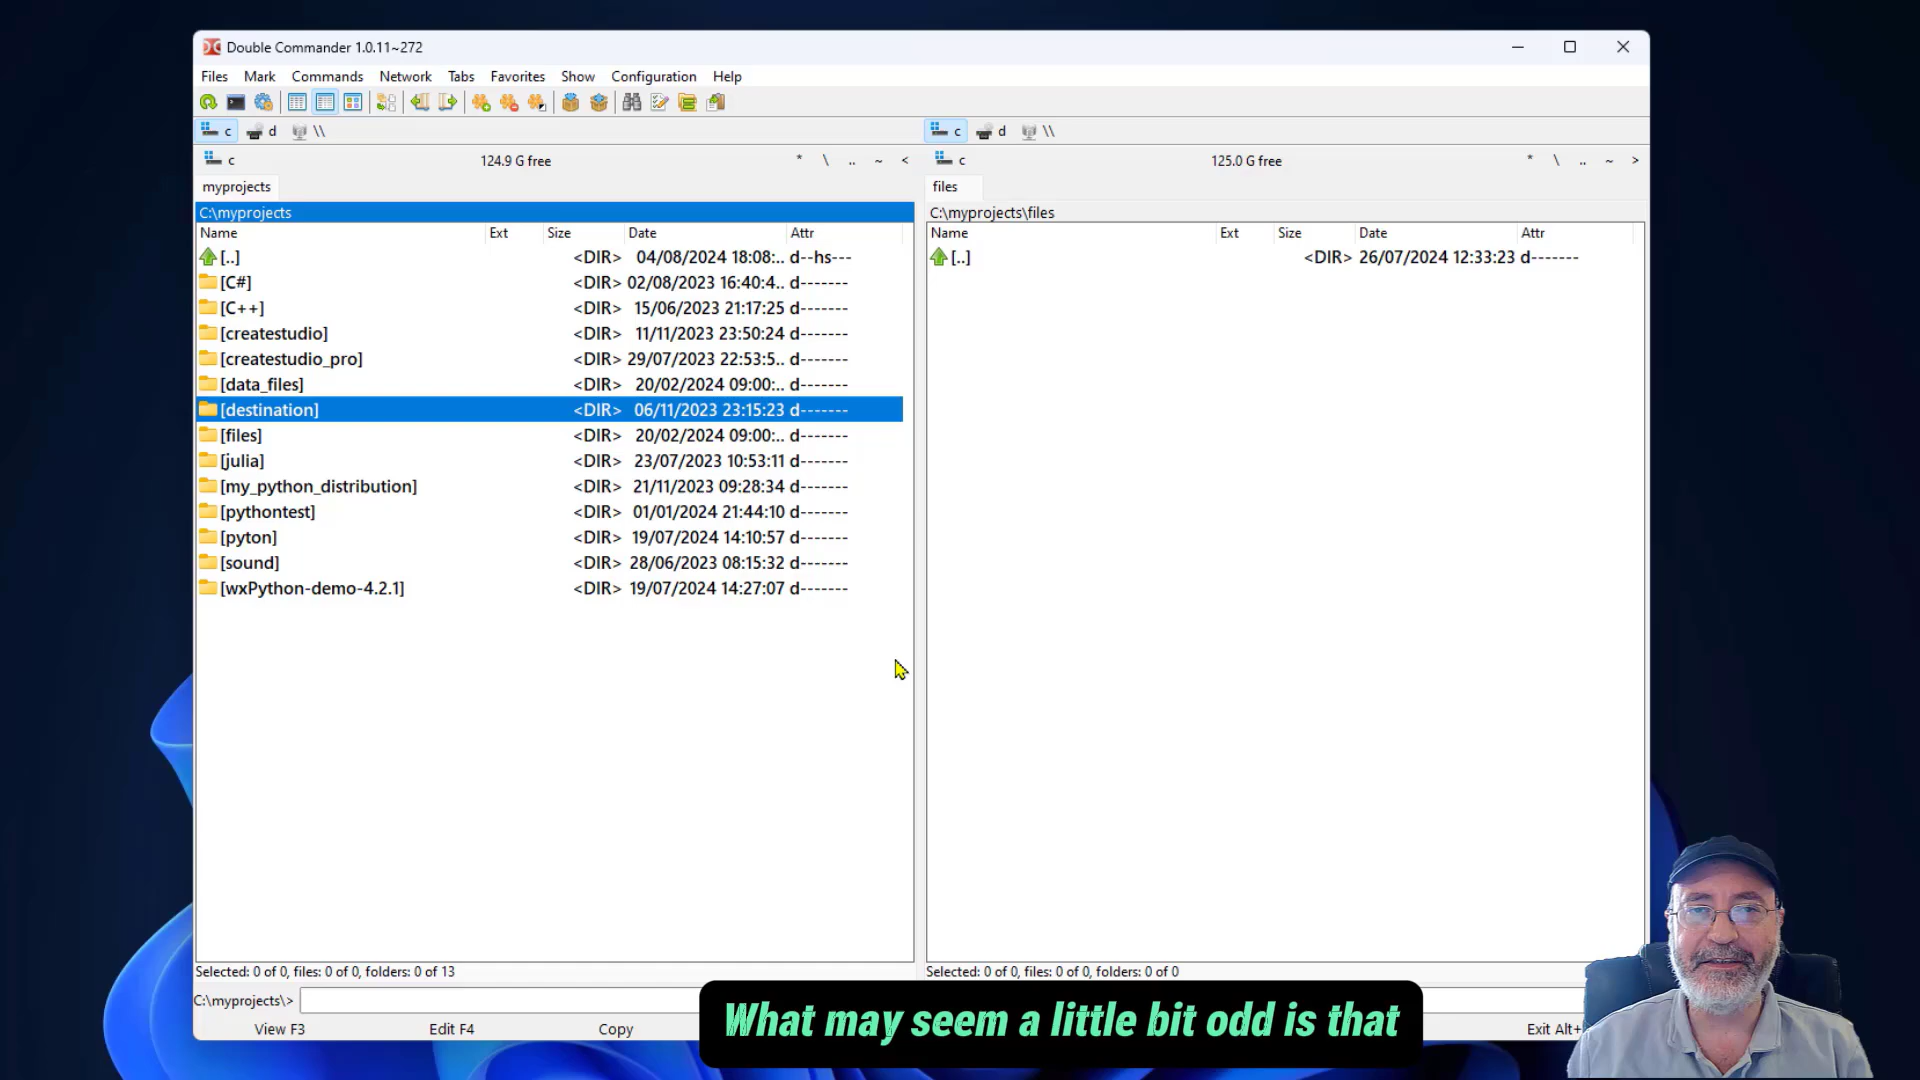 Double Commander 1.0.11~272
Files Mark Commands Network Tabs Favorites Show Configuration Help
c d \\ c d \\
c 124.9 G free * \ .. ~ < c 125.0 G free * \ .. ~ >
myprojects files
C:\myprojects C:\myprojects\files
Name Ext Size Date Attr Name Ext Size Date Attr
[..] <DIR> 04/08/2024 18:08:.. d--hs--- [..] <DIR> 26/07/2024 12:33:23 d-------
[C#] <DIR> 02/08/2023 16:40:4.. d-------
[C++] <DIR> 15/06/2023 21:17:25 d-------
[createstudio] <DIR> 11/11/2023 23:50:24 d-------
[createstudio_pro] <DIR> 29/07/2023 22:53:5.. d-------
[data_files] <DIR> 20/02/2024 09:00:.. d-------
[destination] <DIR> 06/11/2023 23:15:23 d-------
[files] <DIR> 20/02/2024 09:00:.. d-------
[julia] <DIR> 23/07/2023 10:53:11 d-------
[my_python_distribution] <DIR> 21/11/2023 09:28:34 d-------
[pythontest] <DIR> 01/01/2024 21:44:10 d-------
[pyton] <DIR> 19/07/2024 14:10:57 d-------
[sound] <DIR> 28/06/2023 08:15:32 d-------
[wxPython-demo-4.2.1] <DIR> 19/07/2024 14:27:07 d-------
Selected: 0 of 0, files: 0 of 0, folders: 0 of 13 Selected: 0 of 0, files: 0 of 0, folders: 0 of 0
C:\myprojects\>
View F3 Edit F4 Copy Exit Alt+
What may seem a little bit odd is that